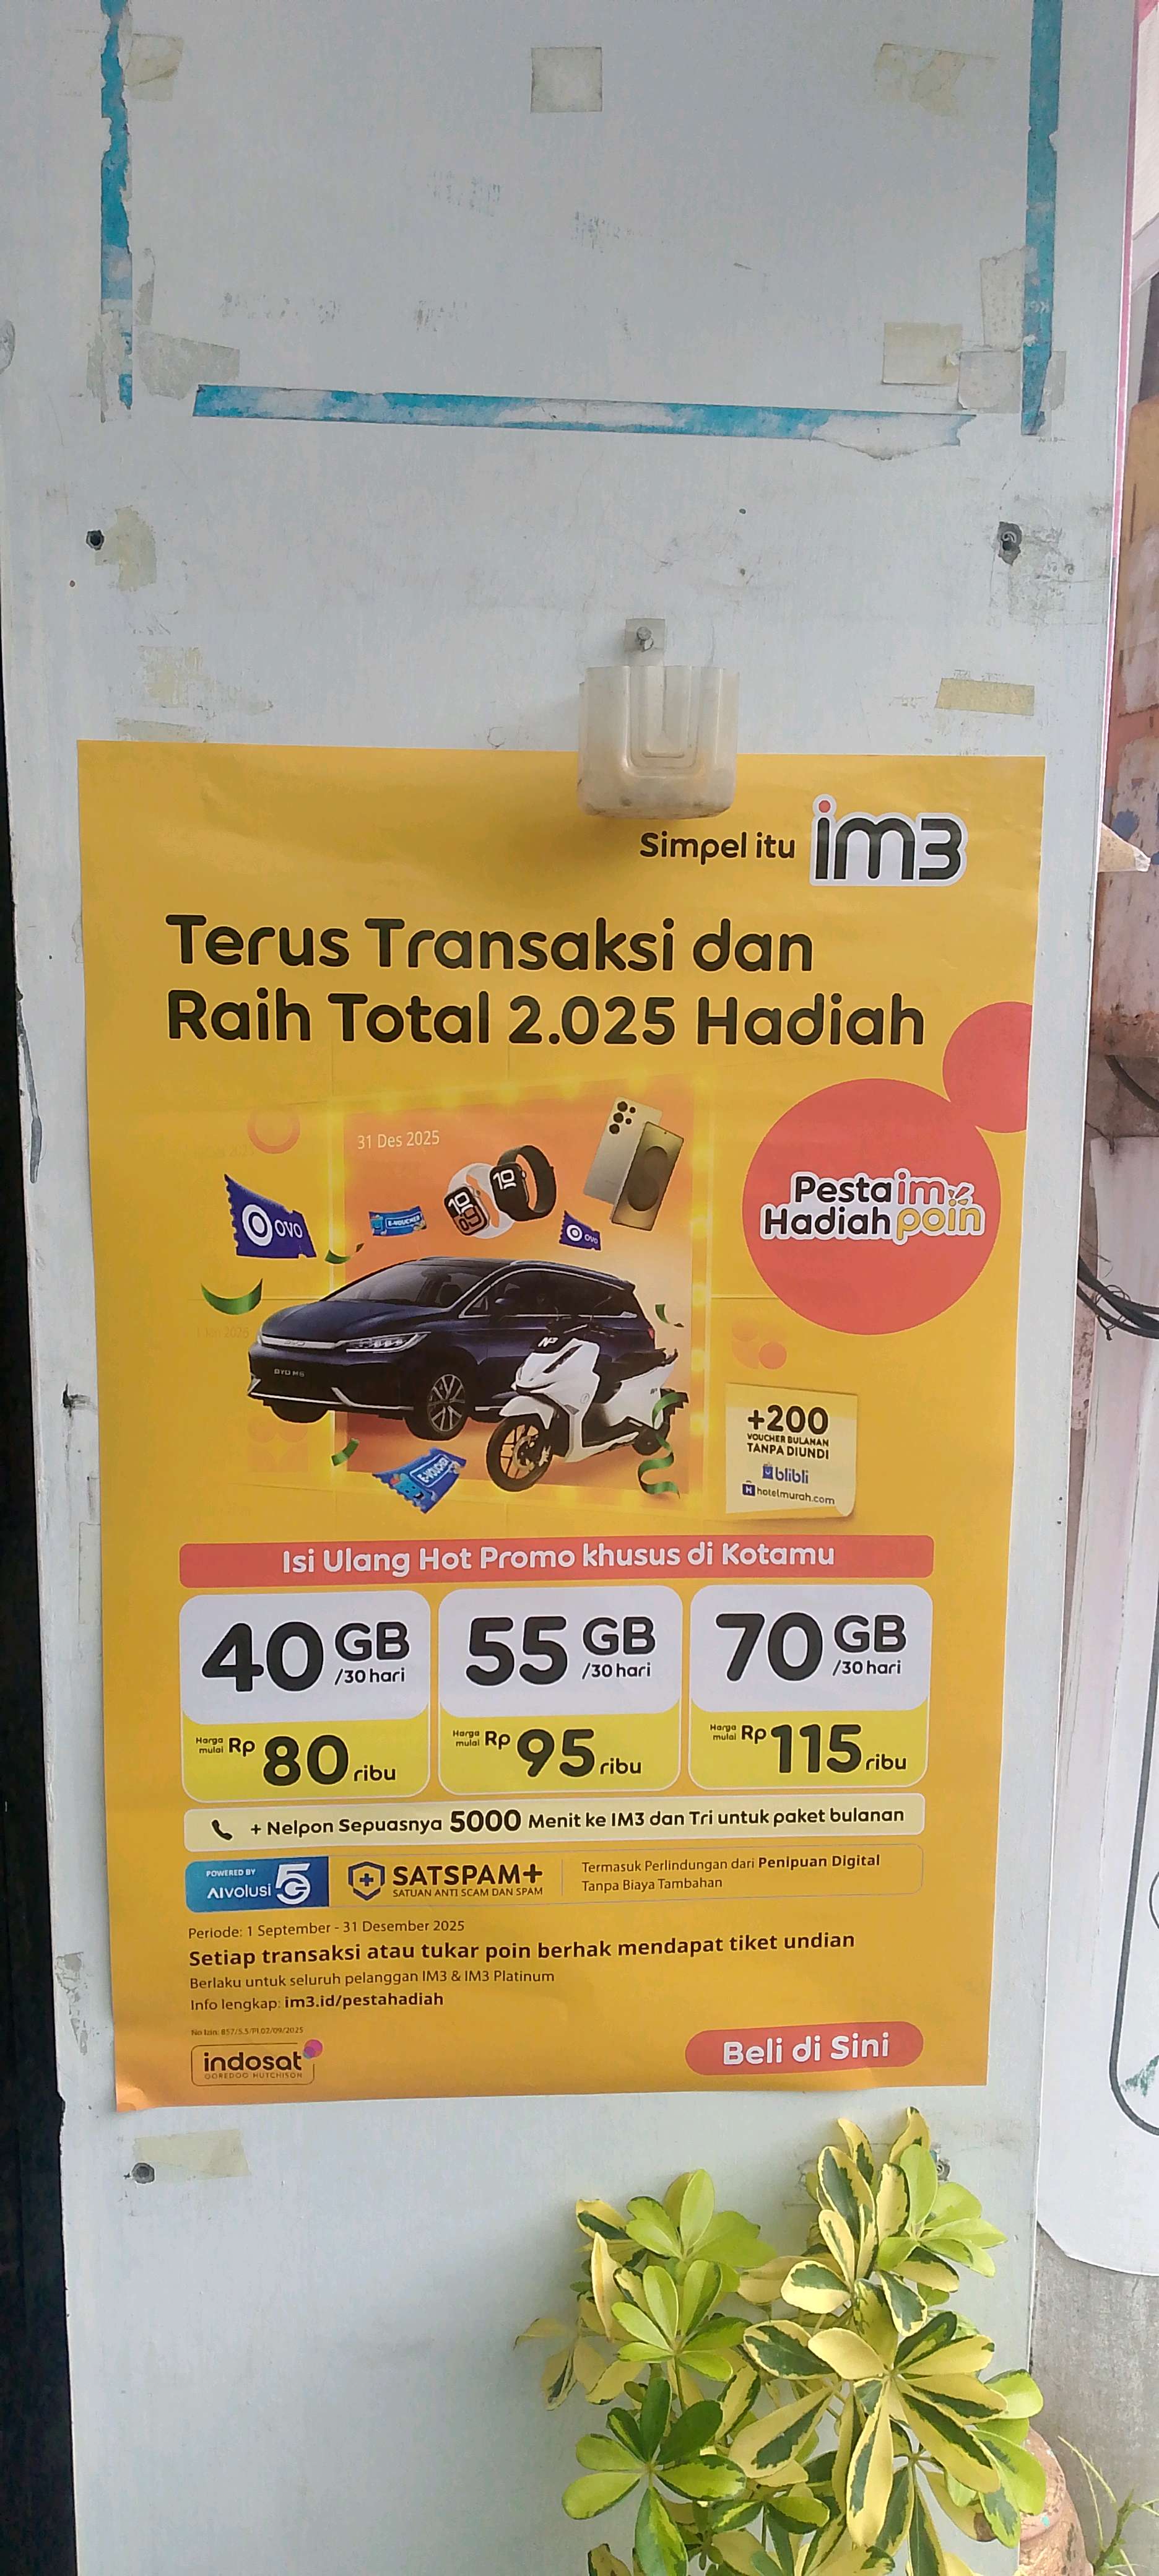 Simpel itu im3
Terus Transaksi dan
Raih Total 2.025 Hadiah
31 Des 2025
OVO
E-VOUCHER
OVO
Pesta im
Hadiah poin
BYD M6
E-VOUCHER
+200
VOUCHER BULANAN
TANPA DIUNDI
blibli
hotelmurah.com
Isi Ulang Hot Promo khusus di Kotamu
40 GB /30 hari
55 GB /30 hari
70 GB /30 hari
Harga mulai Rp 80 ribu
Harga mulai Rp 95 ribu
Harga mulai Rp 115 ribu
+ Nelpon Sepuasnya 5000 Menit ke IM3 dan Tri untuk paket bulanan
POWERED BY
AIvolusi 5G
SATSPAM+
SATUAN ANTI SCAM DAN SPAM
Termasuk Perlindungan dari Penipuan Digital
Tanpa Biaya Tambahan
Periode: 1 September - 31 Desember 2025
Setiap transaksi atau tukar poin berhak mendapat tiket undian
Berlaku untuk seluruh pelanggan IM3 & IM3 Platinum
Info lengkap: im3.id/pestahadiah
indosat
OOREDOO HUTCHISON
Beli di Sini